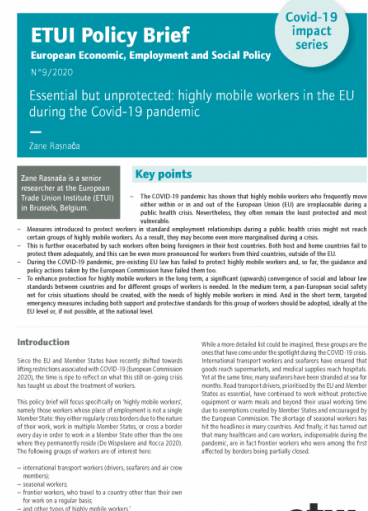 ETUI Policy Brief
Covid-19
impact
series
European Economic, Employment and Social Policy
N°9/2020
Essential but unprotected: highly mobile workers in the EU
during the Covid-19 pandemic
—
Zane Rasnača
Zane Rasnača is a senior
researcher at the European
Trade Union Institute (ETUI)
in Brussels, Belgium.
Key points
– The COVID-19 pandemic has shown that highly mobile workers who frequently move
either within or in and out of the European Union (EU) are irreplaceable during a
public health crisis. Nevertheless, they often remain the least protected and most
vulnerable.
– Measures introduced to protect workers in standard employment relationships during a public health crisis might not reach
certain groups of highly mobile workers. As a result, they may become even more marginalised during a crisis.
– This is further exacerbated by such workers often being foreigners in their host countries. Both host and home countries fail to
protect them adequately, and this can be even more pronounced for workers from third countries, outside of the EU.
– During the COVID-19 pandemic, pre-existing EU law has failed to protect highly mobile workers and, so far, the guidance and
policy actions taken by the European Commission have failed them too.
– To enhance protection for highly mobile workers in the long term, a significant (upwards) convergence of social and labour law
standards between countries and for different groups of workers is needed. In the medium term, a pan-European social safety
net for crisis situations should be created, with the needs of highly mobile workers in mind. And in the short term, targeted
emergency measures including both support and protective standards for this group of workers should be adopted, ideally at the
EU level or, if not possible, at the national level.
Introduction
Since the EU and Member States have recently shifted towards
lifting restrictions associated with COVID-19 (European Commission
2020), the time is ripe to reflect on what this still on-going crisis
has taught us about the treatment of workers.
This policy brief will focus specifically on 'highly mobile workers',
namely those workers whose place of employment is not a single
Member State: they either regularly cross borders due to the nature
of their work, work in multiple Member States, or cross a border
every day in order to work in a Member State other than the one
where they permanently reside (De Wispelaere and Rocca 2020).
The following groups of workers are of interest here:
– international transport workers (drivers, seafarers and air crew
members);
– seasonal workers;
– frontier workers, who travel to a country other than their own
for work on a regular basis;
– and other types of highly mobile workers.¹
While a more detailed list could be imagined, these groups are the
ones that have come under the spotlight during the COVID-19 crisis.
International transport workers and seafarers have ensured that
goods reach supermarkets, and medical supplies reach hospitals.
Yet at the same time, many seafarers have been stranded at sea for
months. Road transport drivers, prioritised by the EU and Member
States as essential, have continued to work without protective
equipment or warm meals and beyond their usual working time
due to exemptions created by Member States and encouraged by
the European Commission. The shortage of seasonal workers has
hit the headlines in many countries. And finally, it has turned out
that many healthcare and care workers, indispensable during the
pandemic, are in fact frontier workers who were among the first
affected by borders being partially closed.